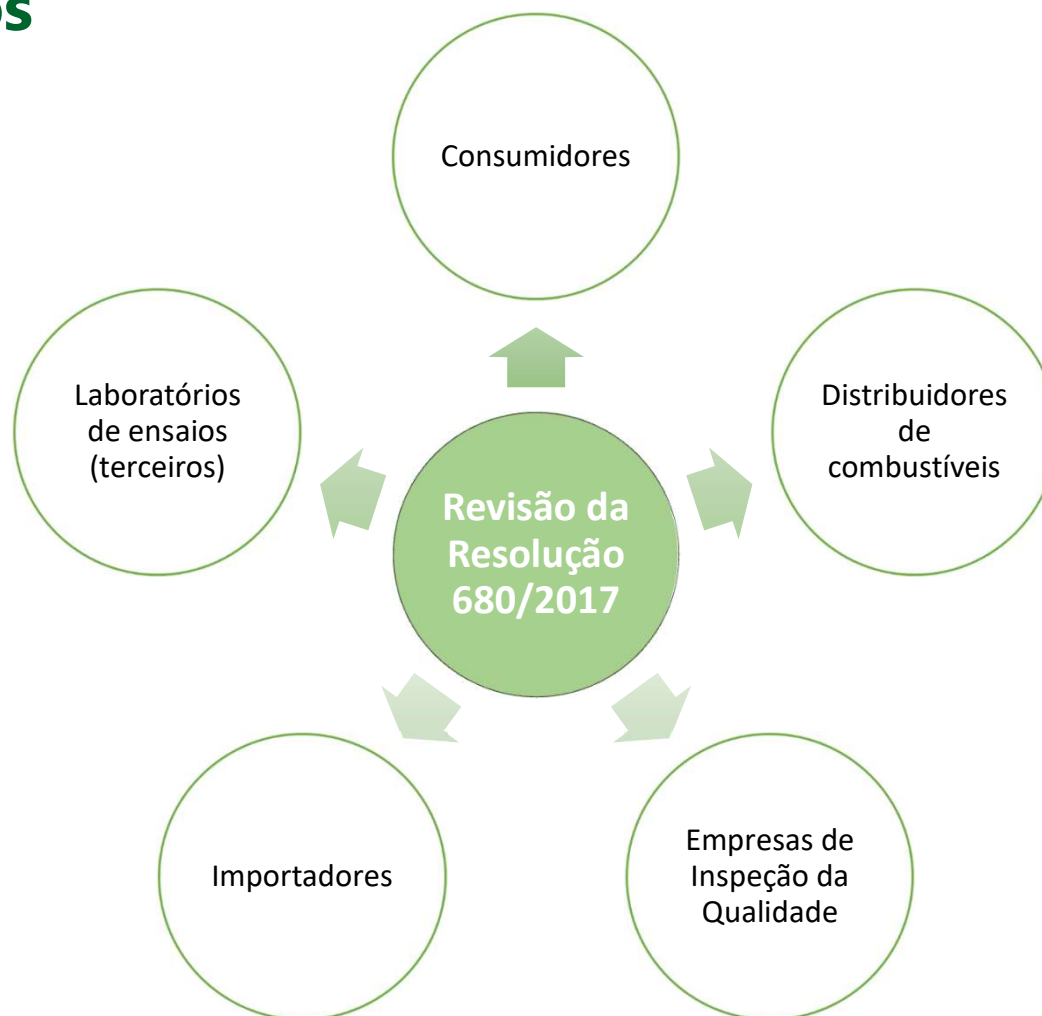 os
Consumidores
Distribuidores
de
combustíveis
Empresas de
Inspeção da
Qualidade
Importadores
Laboratórios
de ensaios
(terceiros)
Revisão da
Resolução
680/2017